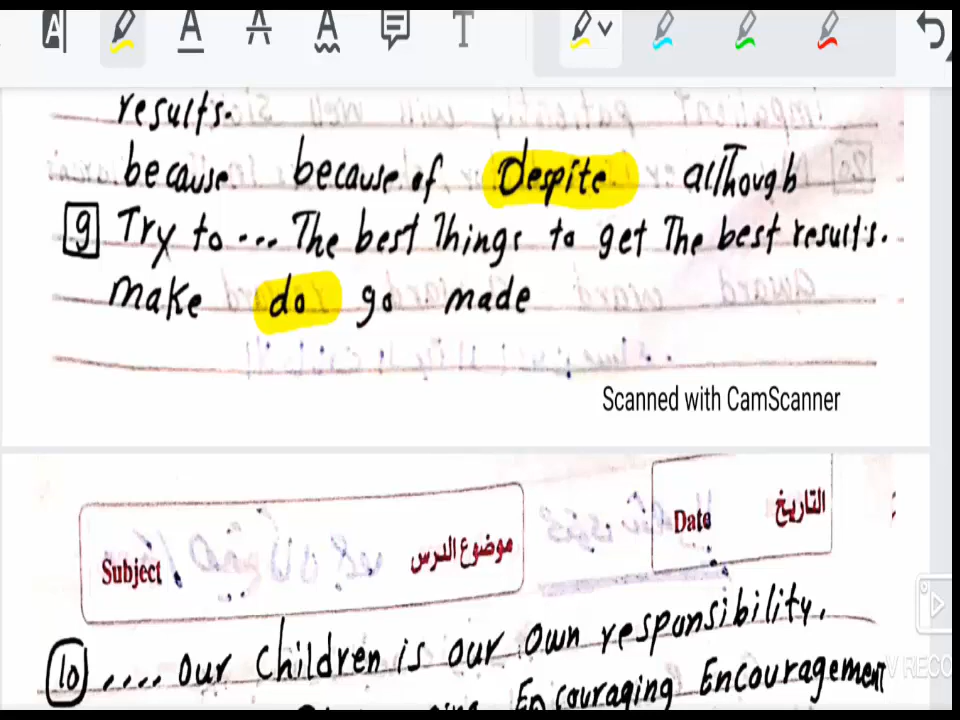 results.
because because of Despite although
9 Try to ... The best Things to get The best results.
make do go made
Scanned with CamScanner
Subject موضوع الدرس
Date التاريخ
10 .... our children is our own responsibility.
Encouraging Encouragement